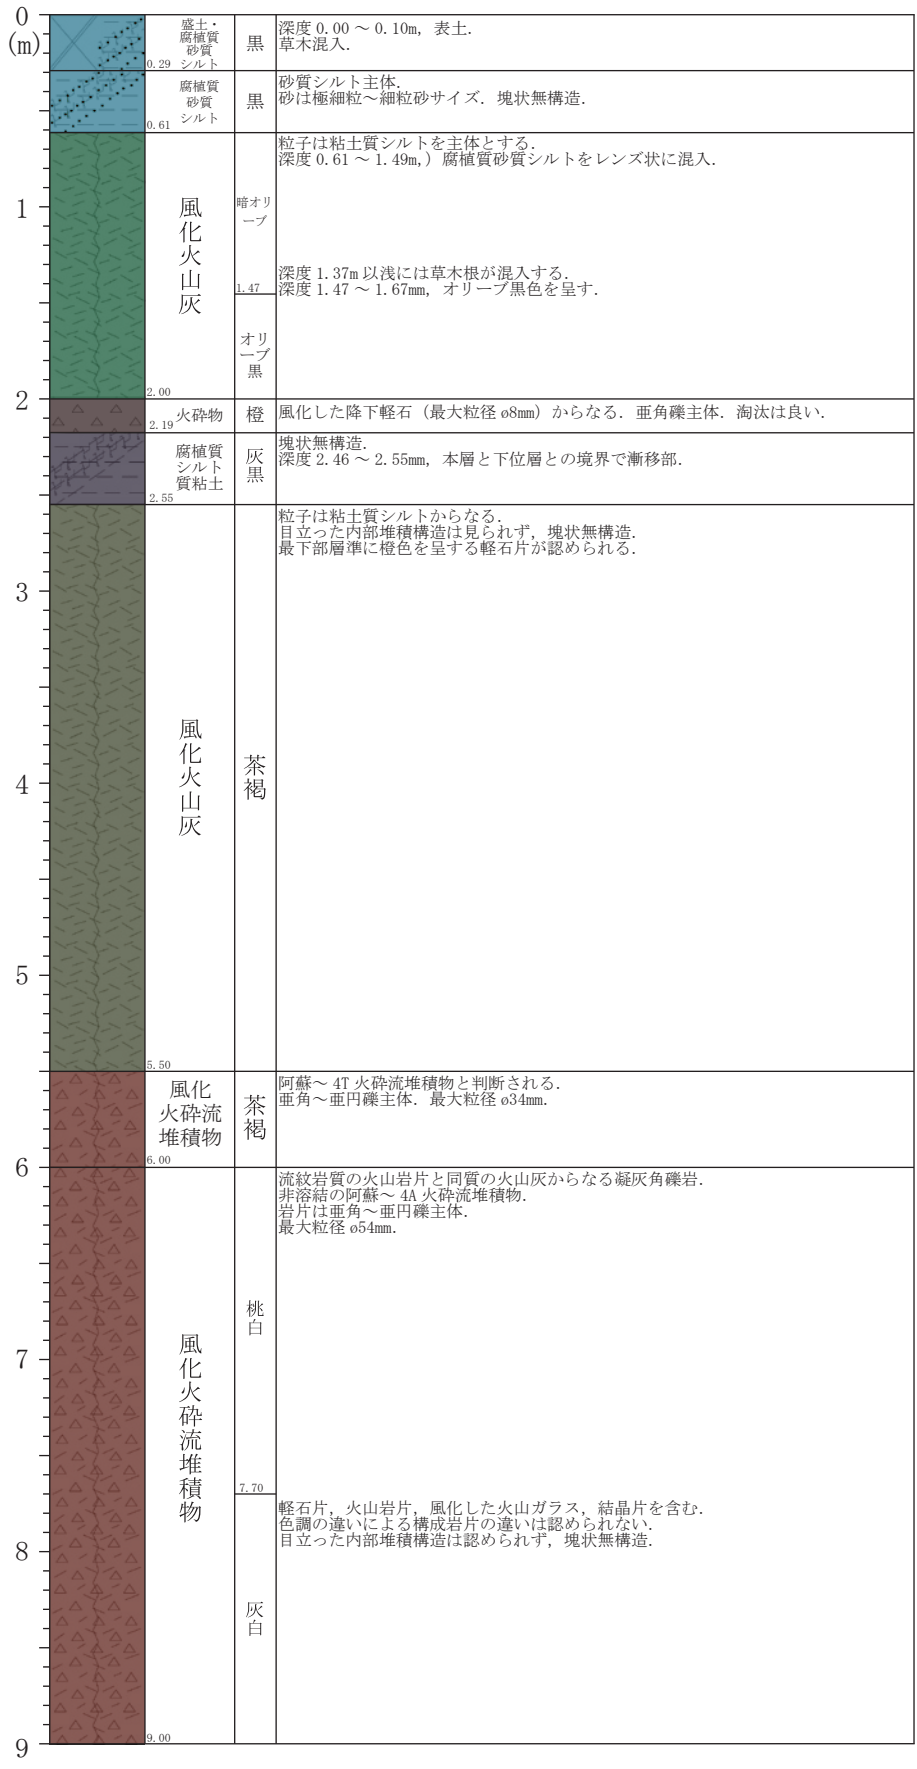 0
(m)
盛土・
腐植質
砂質
シルト
0.29
黒
深度 0.00 ～ 0.10m, 表土.
草木混入.
腐植質
砂質
シルト
0.61
黒
砂質シルト主体.
砂は極細粒～細粒砂サイズ. 塊状無構造.
粒子は粘土質シルトを主体とする.
深度 0.61 ～ 1.49m,) 腐植質砂質シルトをレンズ状に混入.
1
風化火山灰
暗オリ
ーブ
1.47
深度 1.37m 以浅には草木根が混入する.
深度 1.47 ～ 1.67mm, オリーブ黒色を呈す.
オリ
ーブ
黒
2.00
2
火砕物
2.19
橙
風化した降下軽石（最大粒径 ø8mm）からなる. 亜角礫主体. 淘汰は良い.
腐植質
シルト
質粘土
2.55
灰
黒
塊状無構造.
深度 2.46 ～ 2.55mm, 本層と下位層との境界で漸移部.
粒子は粘土質シルトからなる.
目立った内部堆積構造は見られず, 塊状無構造.
最下部層準に橙色を呈する軽石片が認められる.
3
風化火山灰
茶褐
4
5
5.50
風化
火砕流
堆積物
6.00
茶褐
阿蘇～ 4T 火砕流堆積物と判断される.
亜角～亜円礫主体. 最大粒径 ø34mm.
6
流紋岩質の火山岩片と同質の火山灰からなる凝灰角礫岩.
非溶結の阿蘇～ 4A 火砕流堆積物.
岩片は亜角～亜円礫主体.
最大粒径 ø54mm.
桃白
7
風化火砕流堆積物
7.70
軽石片, 火山岩片, 風化した火山ガラス, 結晶片を含む.
色調の違いによる構成岩片の違いは認められない.
目立った内部堆積構造は認められず, 塊状無構造.
8
灰白
9.00
9